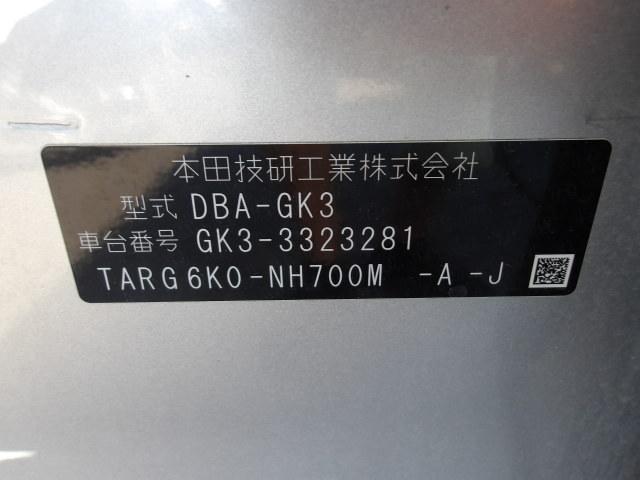 本田技研工業株式会社
型式 DBA-GK3
車台番号 GK3-3323281
TARG6K0-NH700M -A -J